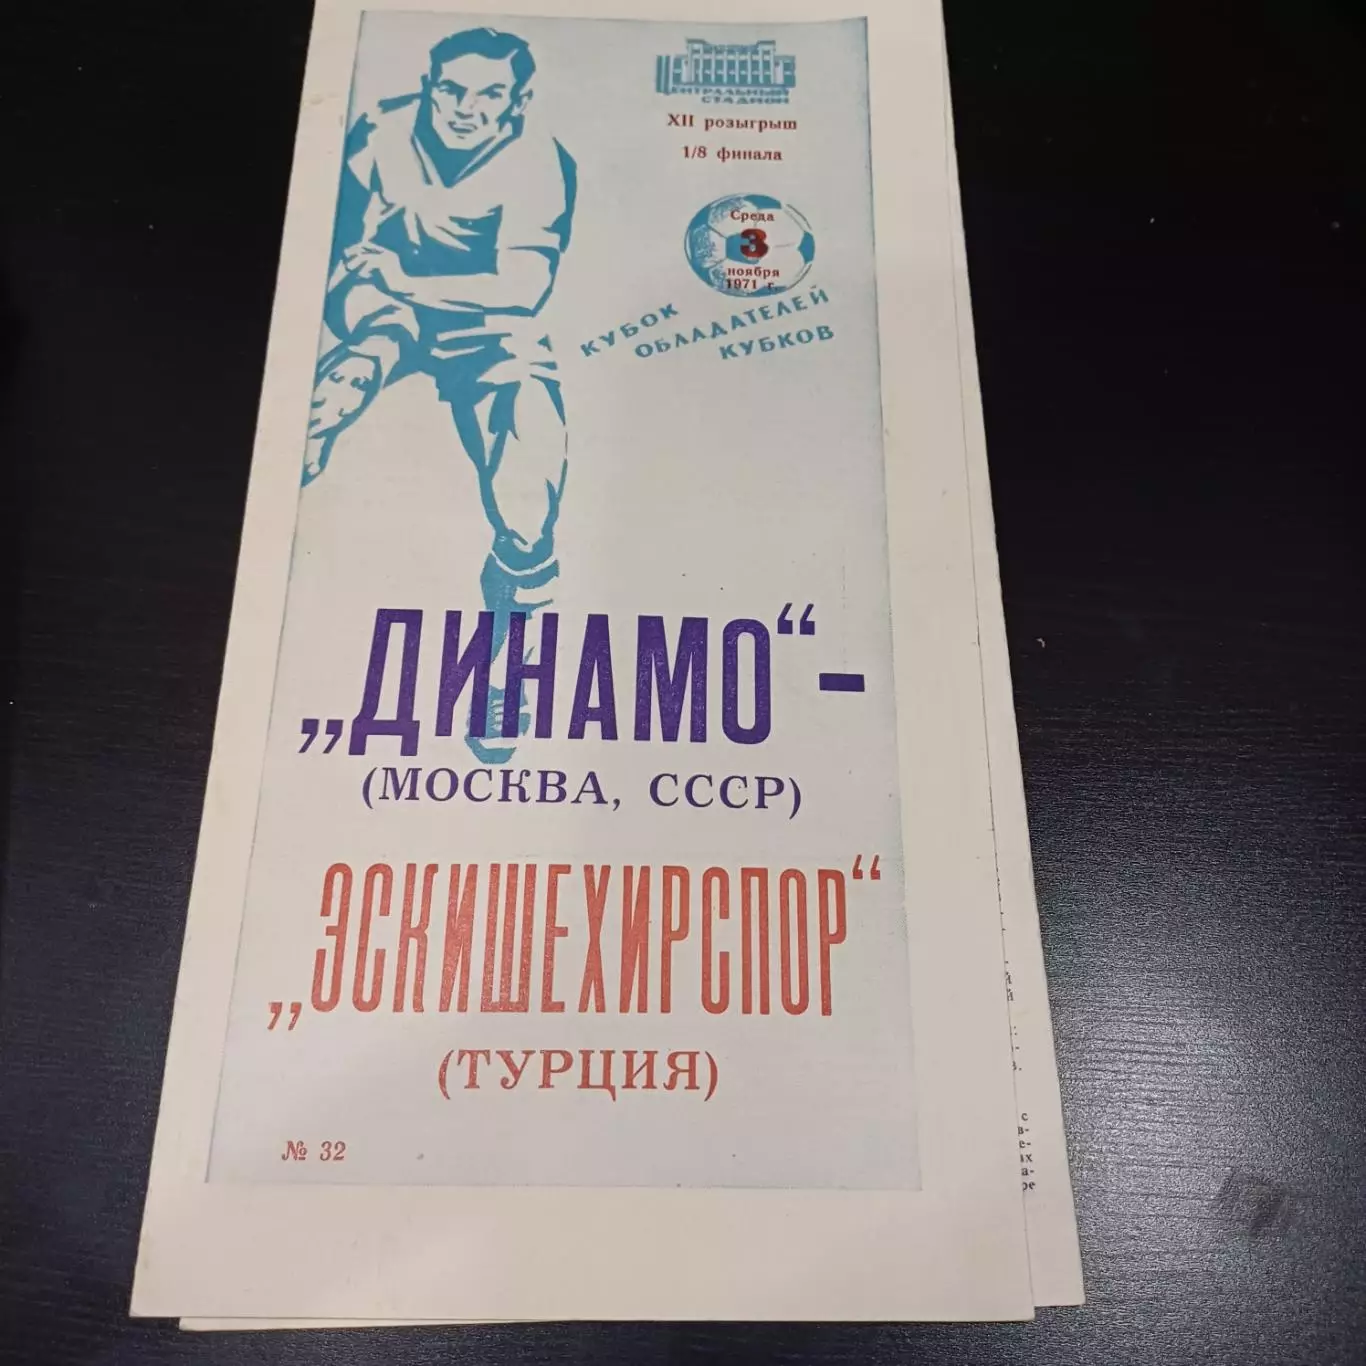 ЦЕНТРАЛЬНЫЙ
СТАДИОН
XII розыгрыш
1/8 финала
Среда
3
ноября
1971 г.
КУБОК
ОБЛАДАТЕЛЕЙ
КУБКОВ
„ДИНАМО“ –
(МОСКВА, СССР)
„ЭСКИШЕХИРСПОР“
(ТУРЦИЯ)
№ 32